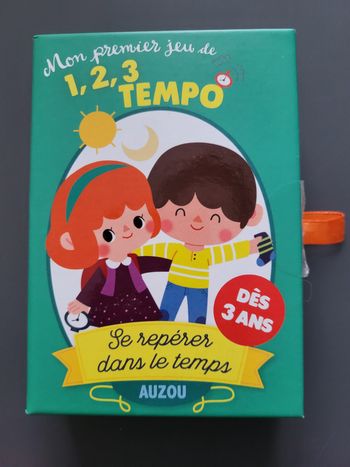 Mon premier jeu de
1, 2, 3
TEMPO
DÈS
3 ANS
Se repérer
dans le temps
AUZOU